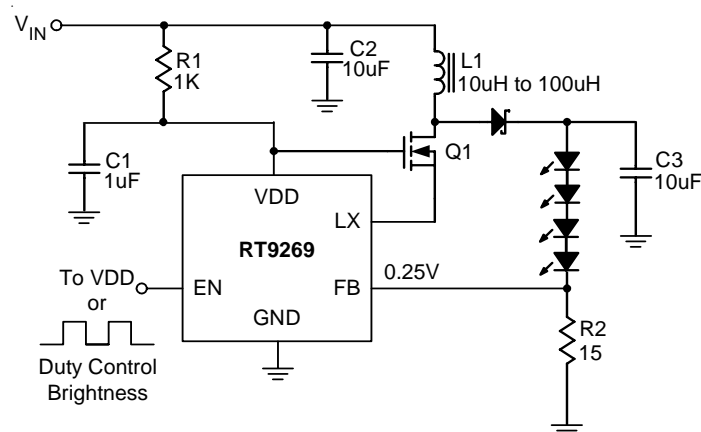 VIN
R1
1K
C2
10uF
L1
10uH to 100uH
C1
1uF
Q1
C3
10uF
VDD
LX
RT9269
To VDD
or
EN
FB
0.25V
GND
Duty Control
Brightness
R2
15